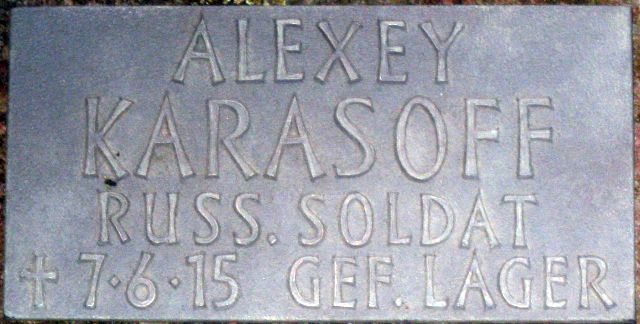 ALEXEY
KARASOFF
RUSS. SOLDAT
† 7·6·15 GEF. LAGER